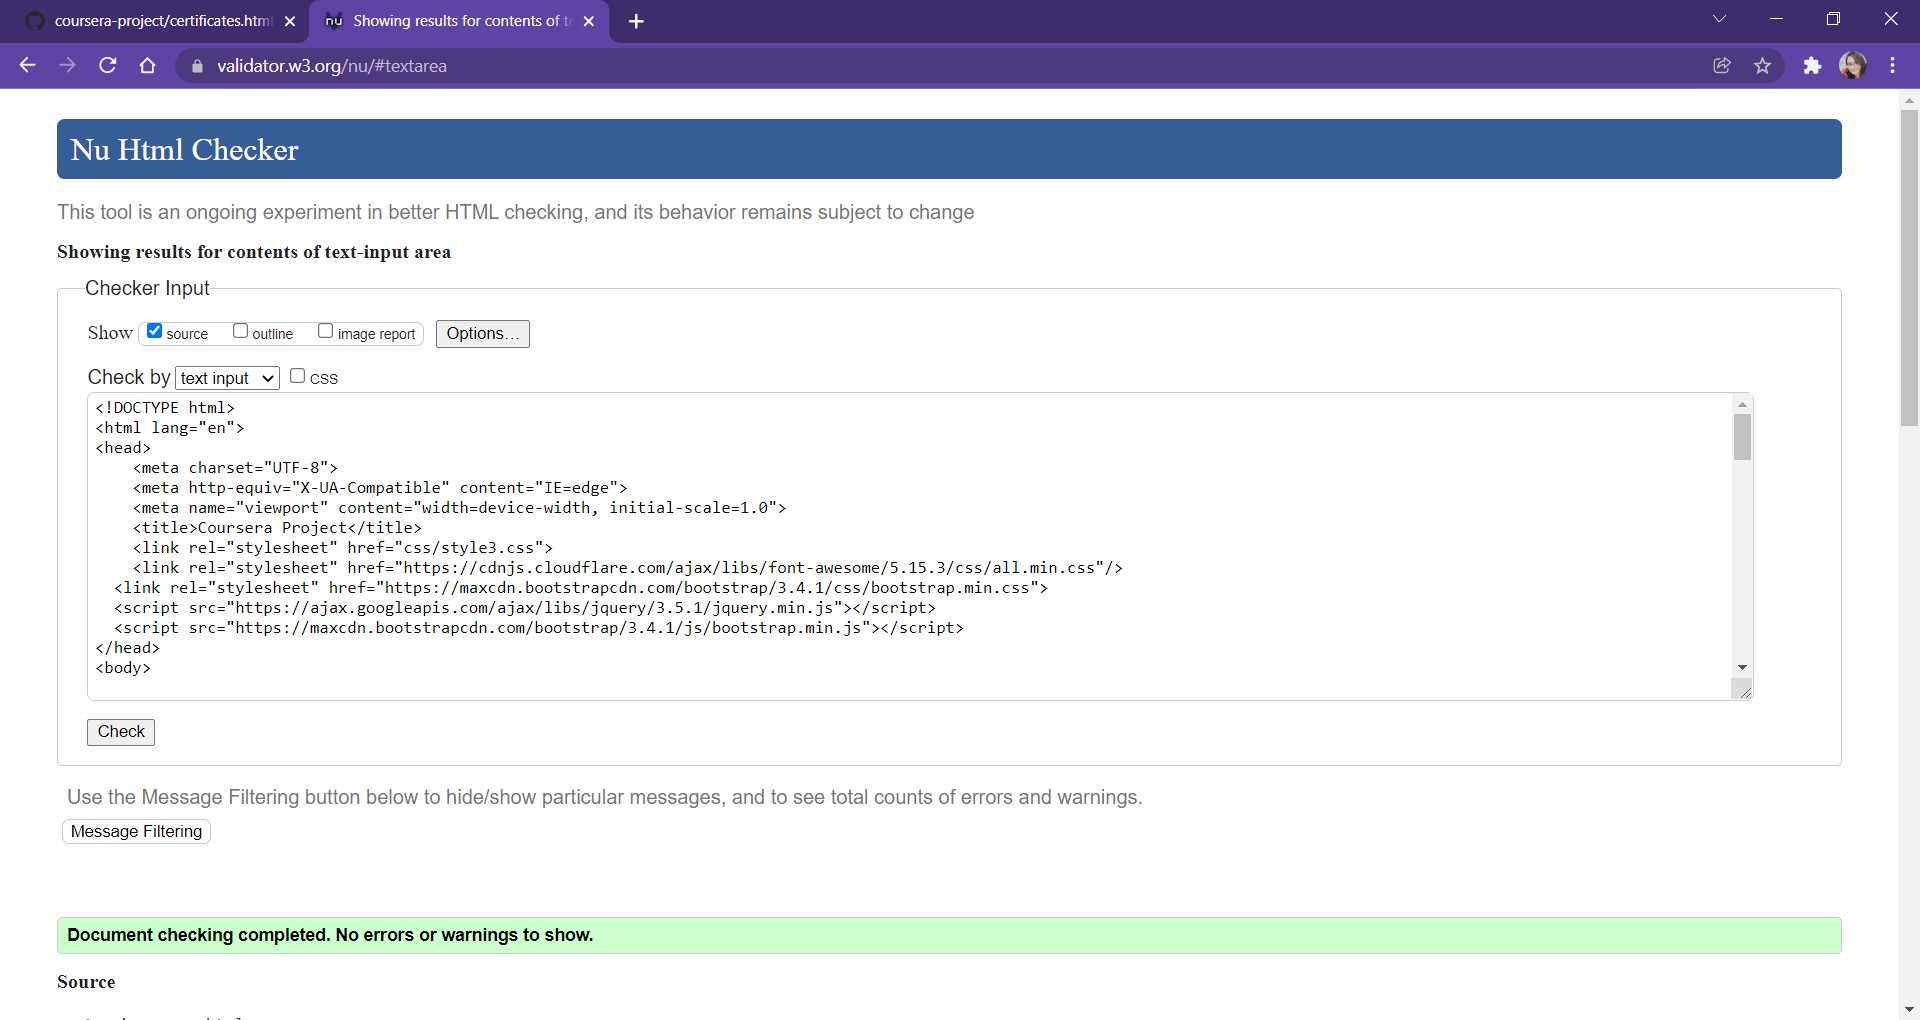 coursera-project/certificates.html
Showing results for contents of te
validator.w3.org/nu/#textarea
Nu Html Checker
This tool is an ongoing experiment in better HTML checking, and its behavior remains subject to change
Showing results for contents of text-input area
Checker Input
Show source outline image report Options...
Check by text input CSS
<!DOCTYPE html>
<html lang="en">
<head>
    <meta charset="UTF-8">
    <meta http-equiv="X-UA-Compatible" content="IE=edge">
    <meta name="viewport" content="width=device-width, initial-scale=1.0">
    <title>Coursera Project</title>
    <link rel="stylesheet" href="css/style3.css">
    <link rel="stylesheet" href="https://cdnjs.cloudflare.com/ajax/libs/font-awesome/5.15.3/css/all.min.css"/>
  <link rel="stylesheet" href="https://maxcdn.bootstrapcdn.com/bootstrap/3.4.1/css/bootstrap.min.css">
  <script src="https://ajax.googleapis.com/ajax/libs/jquery/3.5.1/jquery.min.js"></script>
  <script src="https://maxcdn.bootstrapcdn.com/bootstrap/3.4.1/js/bootstrap.min.js"></script>
</head>
<body>
Check
Use the Message Filtering button below to hide/show particular messages, and to see total counts of errors and warnings.
Message Filtering
Document checking completed. No errors or warnings to show.
Source